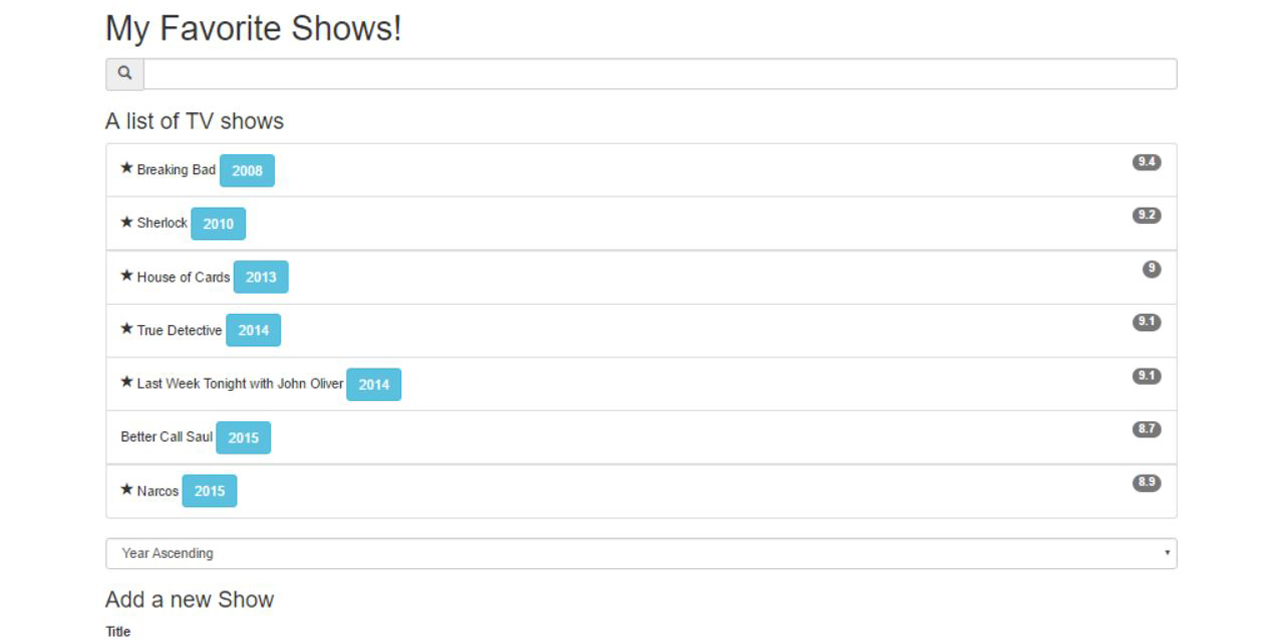 My Favorite Shows!
A list of TV shows
★ Breaking Bad 2008 9.4
★ Sherlock 2010 9.2
★ House of Cards 2013 9
★ True Detective 2014 9.1
★ Last Week Tonight with John Oliver 2014 9.1
Better Call Saul 2015 8.7
★ Narcos 2015 8.9
Year Ascending
Add a new Show
Title